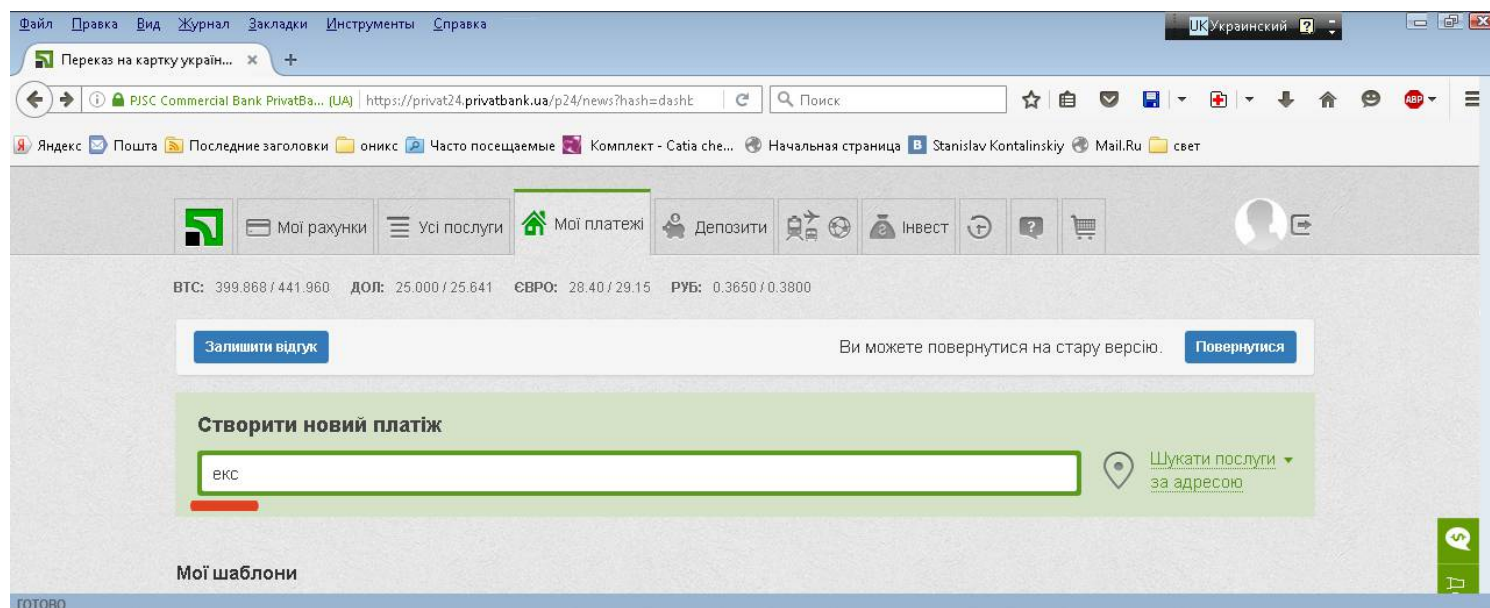 Файл Правка Вид Журнал Закладки Инструменты Справка
UK Украинский
Переказ на картку україн...
PJSC Commercial Bank PrivatBa... (UA) https://privat24.privatbank.ua/p24/news?hash=dashb Поиск ABP
Яндекс Пошта Последние заголовки оникс Часто посещаемые Комплект - Catia che... Начальная страница Stanislav Kontalinskiy Mail.Ru свет
Мої рахунки Усі послуги Мої платежі Депозити Інвест
BTC: 399.868 / 441.960 ДОЛ: 25.000 / 25.641 ЄВРО: 28.40 / 29.15 РУБ: 0.3650 / 0.3800
Залишити відгук Ви можете повернутися на стару версію. Повернутися
Створити новий платіж
екс
Шукати послуги
за адресою
Мої шаблони
готово